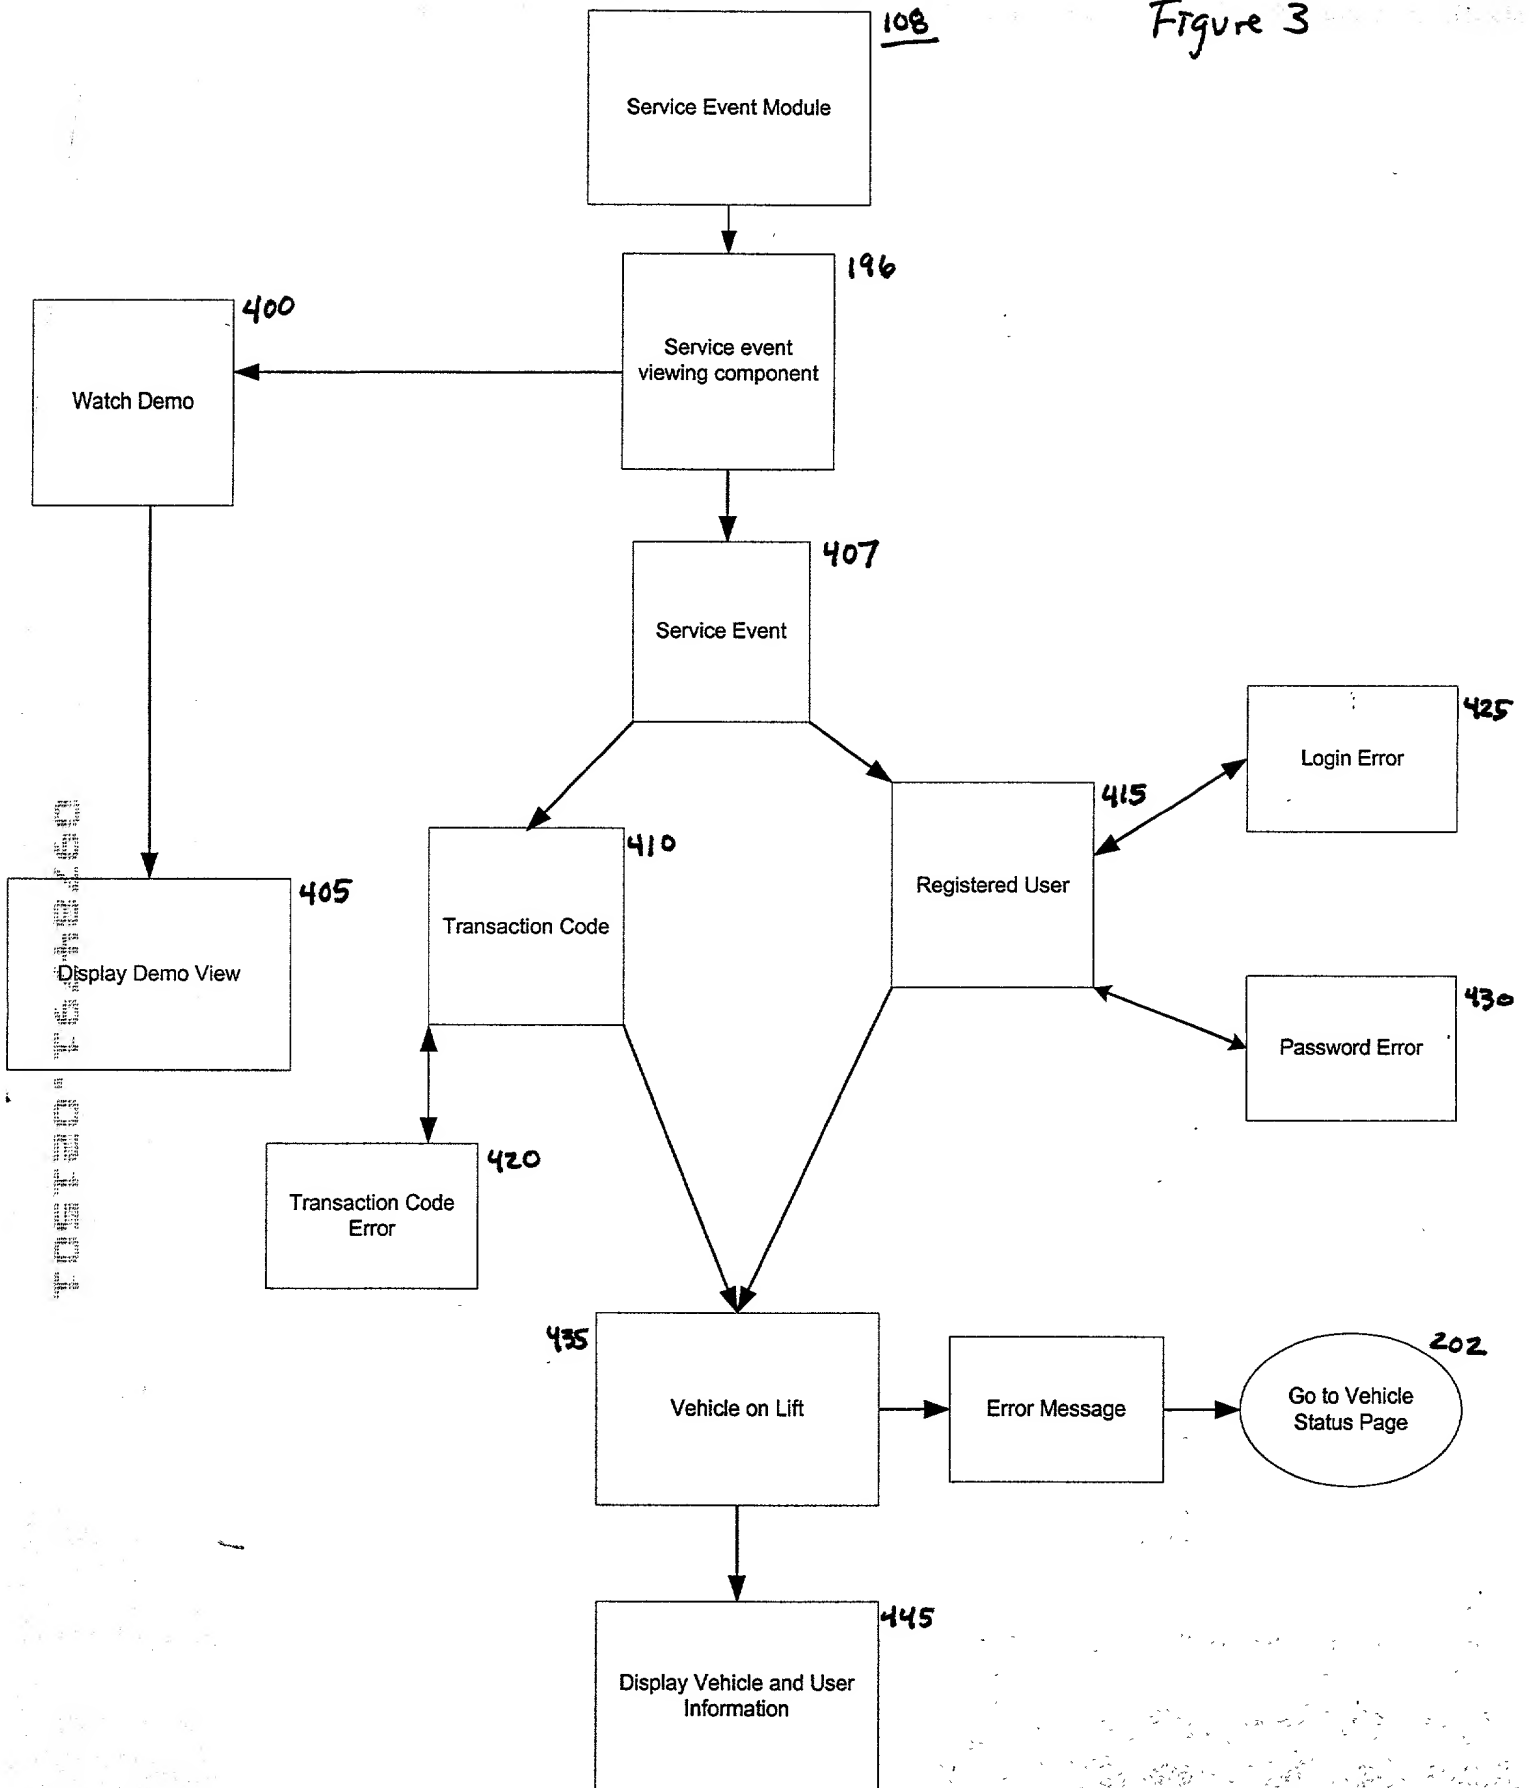 Figure 3
108
Service Event Module
196
Service event
viewing component
400
Watch Demo
407
Service Event
425
Login Error
415
Registered User
410
Transaction Code
405
Display Demo View
430
Password Error
420
Transaction Code
Error
435
Vehicle on Lift
Error Message
202
Go to Vehicle
Status Page
445
Display Vehicle and User
Information